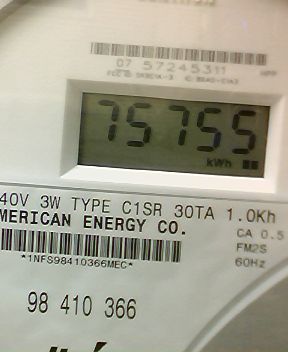 07 57245311
75755
kWh
40V 3W TYPE C1SR 30TA 1.0Kh
MERICAN ENERGY CO.
CA 0.5
FM2S
60Hz
*1NFS98410366MEC*
98 410 366